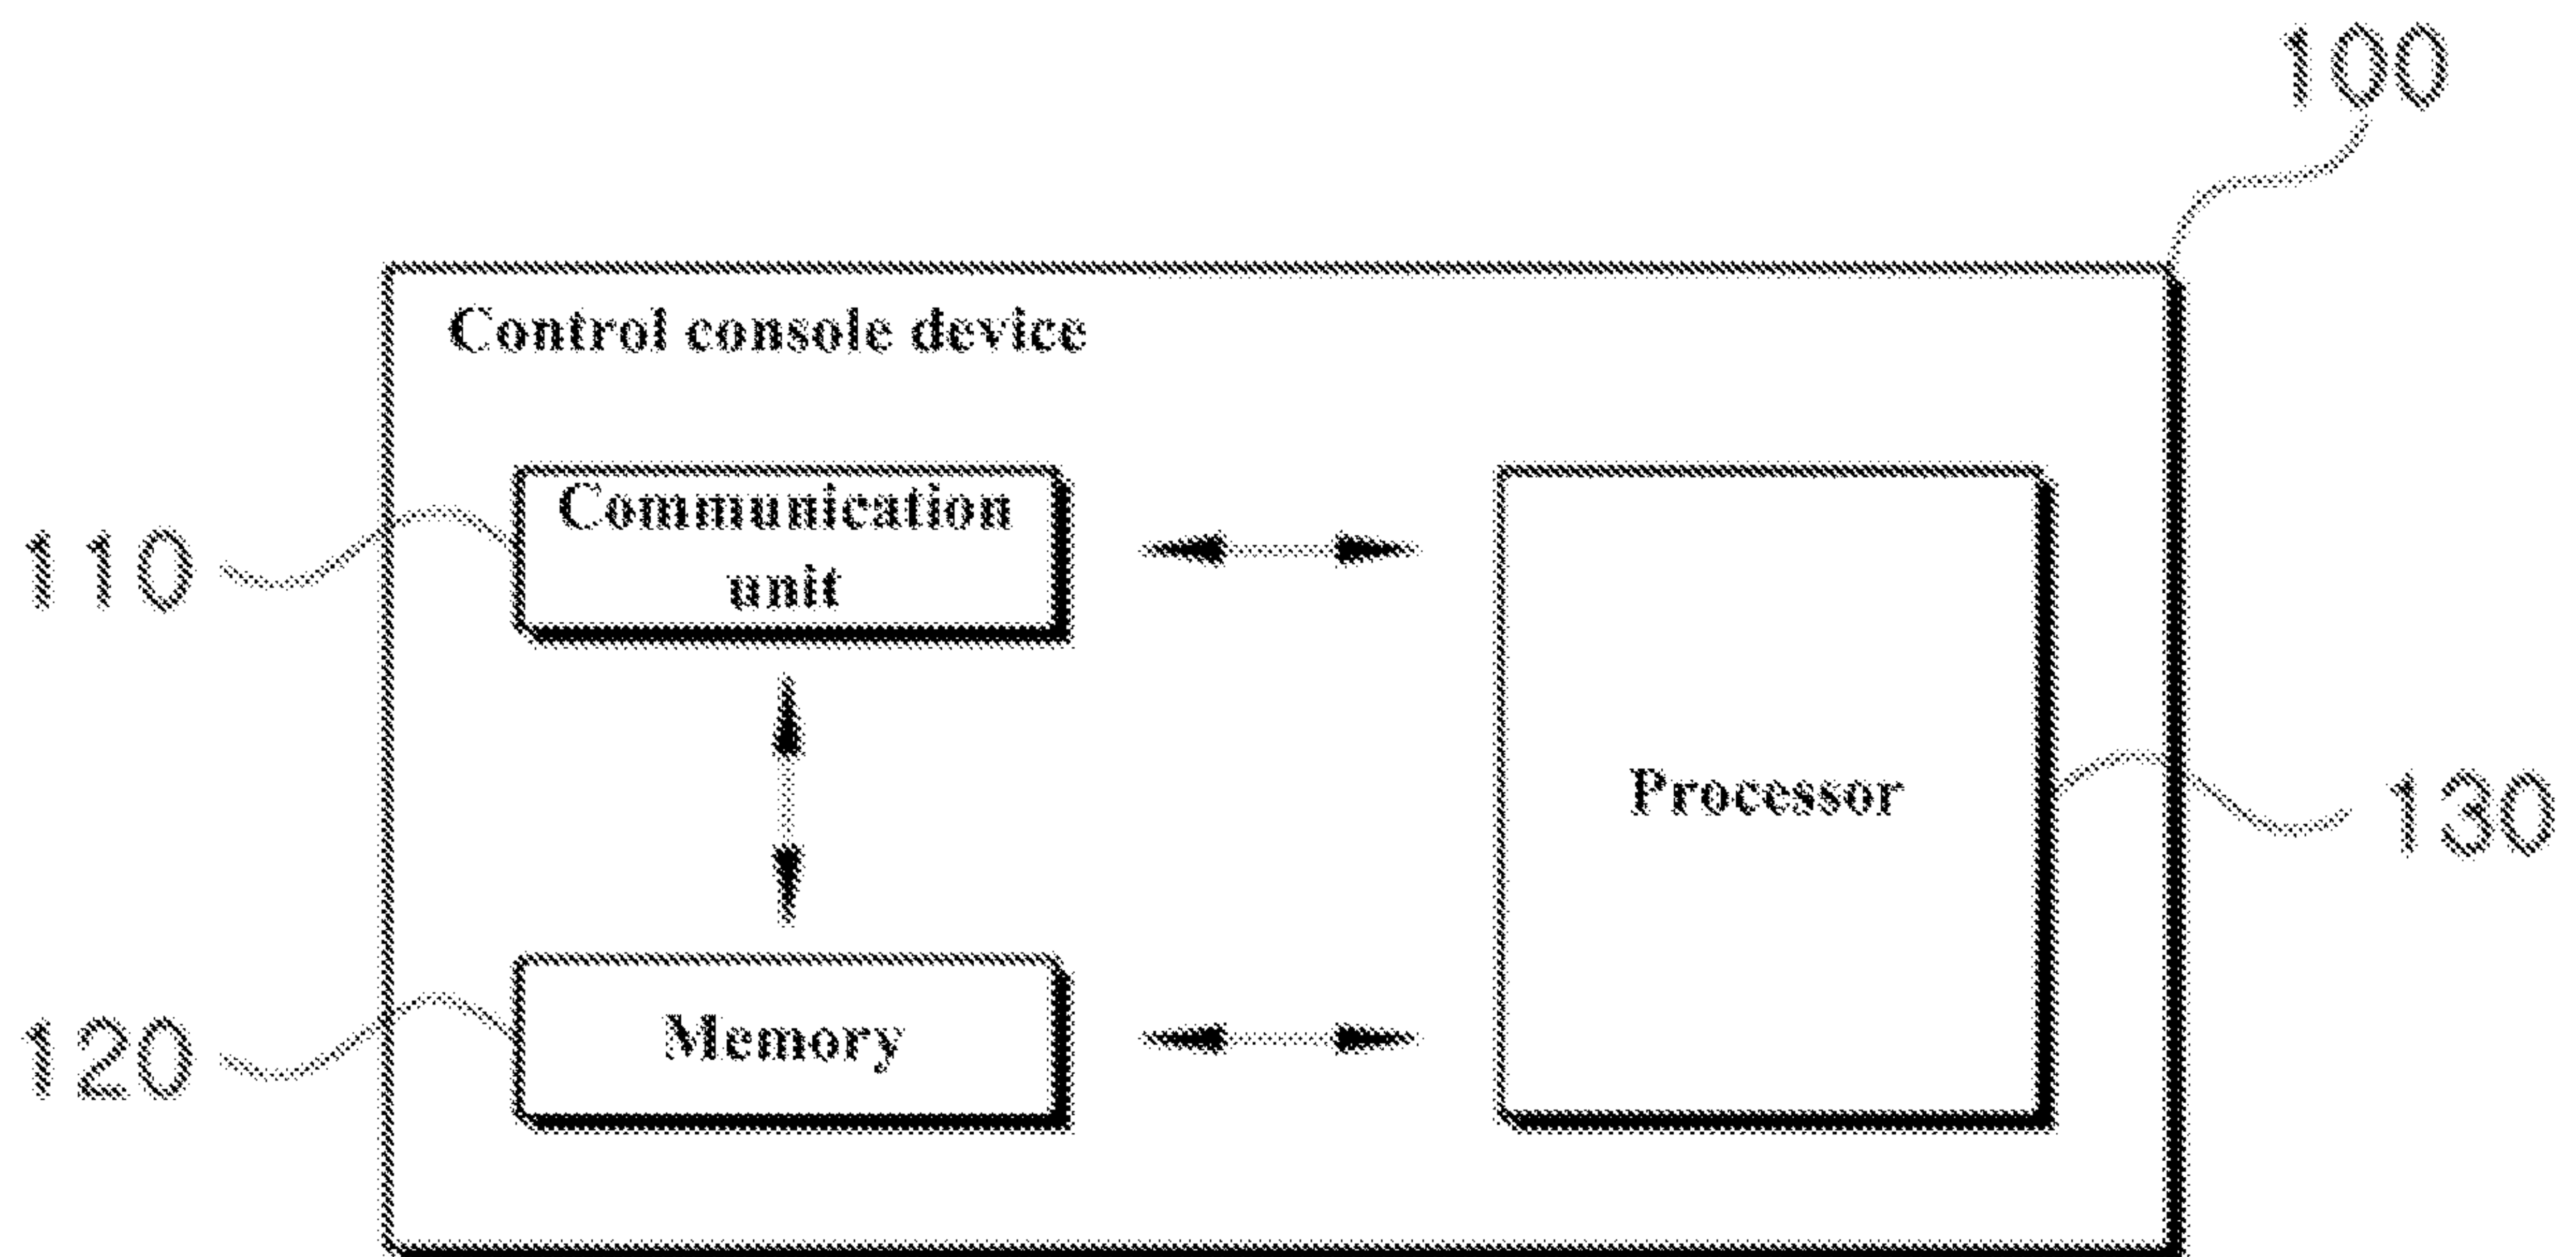 100
Control console device
110
Communication
unit
Processor
130
120
Memory